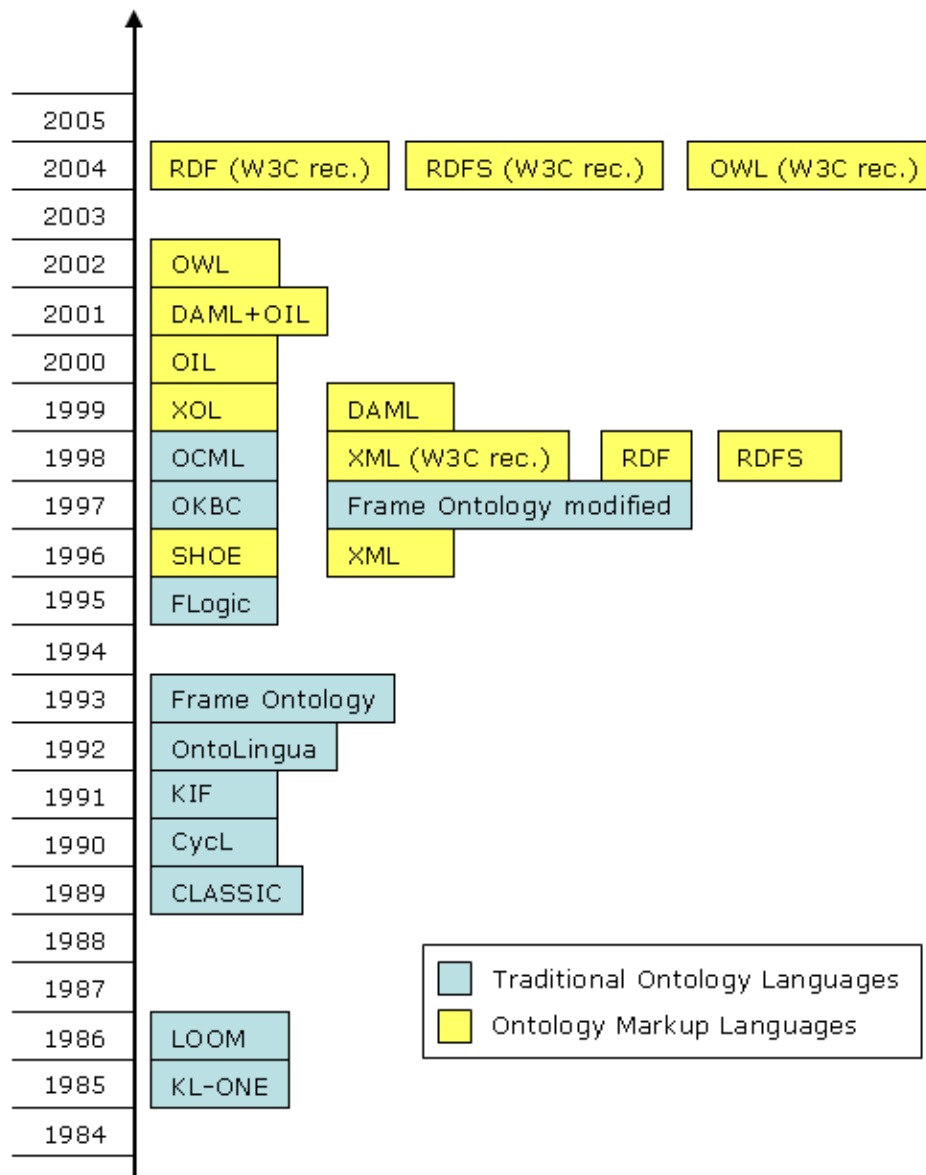 2005
2004 RDF (W3C rec.) RDFS (W3C rec.) OWL (W3C rec.)
2003
2002 OWL
2001 DAML+OIL
2000 OIL
1999 XOL DAML
1998 OCML XML (W3C rec.) RDF RDFS
1997 OKBC Frame Ontology modified
1996 SHOE XML
1995 FLogic
1994
1993 Frame Ontology
1992 OntoLingua
1991 KIF
1990 CycL
1989 CLASSIC
1988
1987
1986 LOOM
1985 KL-ONE
1984
Traditional Ontology Languages
Ontology Markup Languages